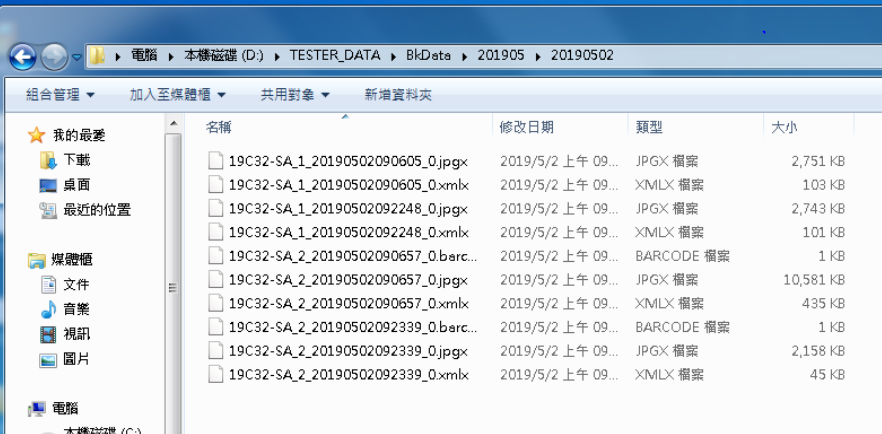 電腦 ▸ 本機磁碟 (D:) ▸ TESTER_DATA ▸ BkData ▸ 201905 ▸ 20190502
組合管理 ▼ 加入至媒體櫃 ▼ 共用對象 ▼ 新增資料夾
我的最愛
下載
桌面
最近的位置
媒體櫃
文件
音樂
視訊
圖片
電腦
本機磁碟 (C:)
名稱 修改日期 類型 大小
19C32-SA_1_20190502090605_0.jpgx 2019/5/2 上午 09... JPGX 檔案 2,751 KB
19C32-SA_1_20190502090605_0.xmlx 2019/5/2 上午 09... XMLX 檔案 103 KB
19C32-SA_1_20190502092248_0.jpgx 2019/5/2 上午 09... JPGX 檔案 2,743 KB
19C32-SA_1_20190502092248_0.xmlx 2019/5/2 上午 09... XMLX 檔案 101 KB
19C32-SA_2_20190502090657_0.barc... 2019/5/2 上午 09... BARCODE 檔案 1 KB
19C32-SA_2_20190502090657_0.jpgx 2019/5/2 上午 09... JPGX 檔案 10,581 KB
19C32-SA_2_20190502090657_0.xmlx 2019/5/2 上午 09... XMLX 檔案 435 KB
19C32-SA_2_20190502092339_0.barc... 2019/5/2 上午 09... BARCODE 檔案 1 KB
19C32-SA_2_20190502092339_0.jpgx 2019/5/2 上午 09... JPGX 檔案 2,158 KB
19C32-SA_2_20190502092339_0.xmlx 2019/5/2 上午 09... XMLX 檔案 45 KB